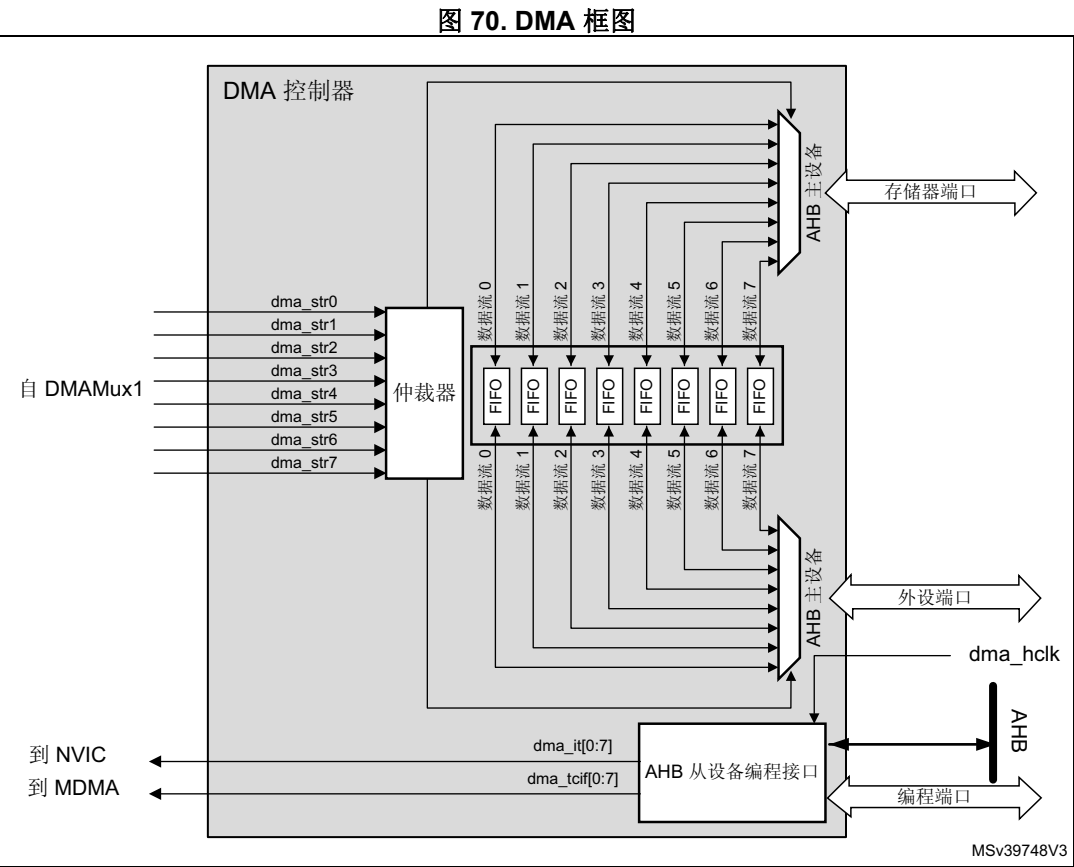 图 70. DMA 框图
DMA 控制器
AHB 主设备
存储器端口
数据流 0
数据流 1
数据流 2
数据流 3
数据流 4
数据流 5
数据流 6
数据流 7
自 DMAMux1
dma_str0
dma_str1
dma_str2
dma_str3
dma_str4
dma_str5
dma_str6
dma_str7
仲裁器
FIFO
FIFO
FIFO
FIFO
FIFO
FIFO
FIFO
FIFO
数据流 0
数据流 1
数据流 2
数据流 3
数据流 4
数据流 5
数据流 6
数据流 7
AHB 主设备
外设端口
dma_hclk
AHB
到 NVIC
dma_it[0:7]
到 MDMA
dma_tcif[0:7]
AHB 从设备编程接口
编程端口
MSv39748V3